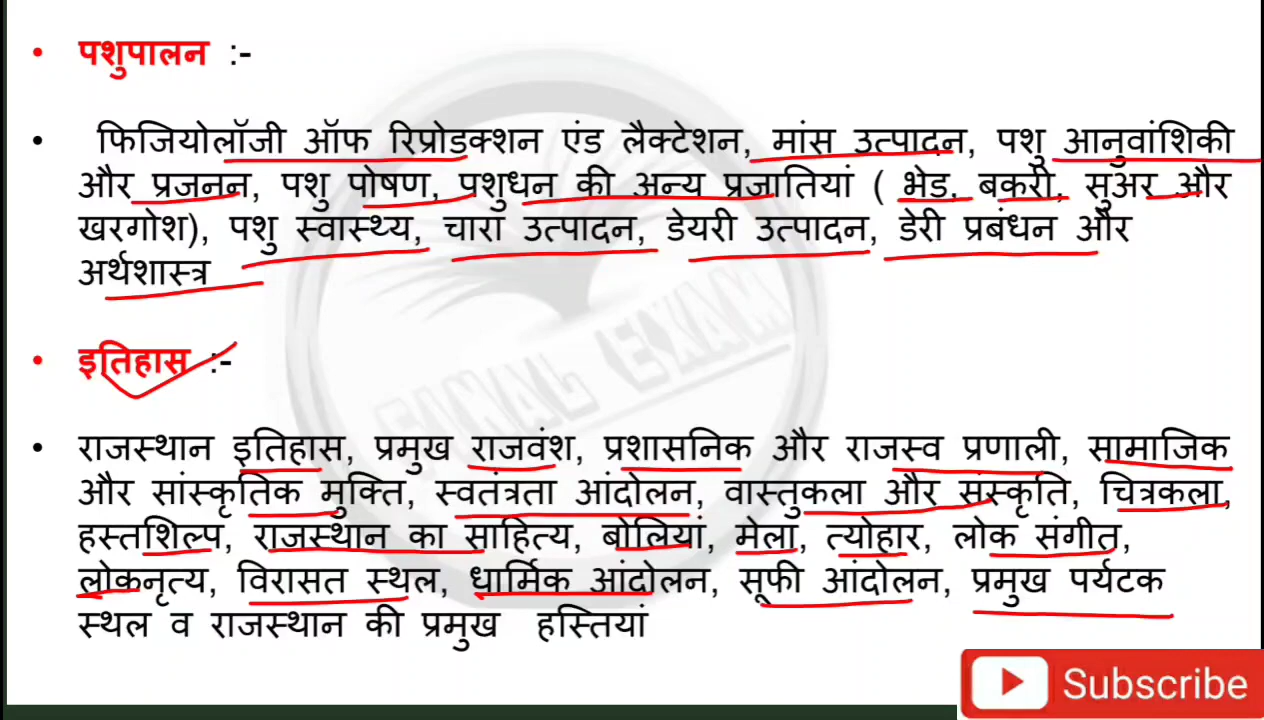 • पशुपालन :-
• फिजियोलॉजी ऑफ रिप्रोडक्शन एंड लैक्टेशन, मांस उत्पादन, पशु आनुवांशिकी
और प्रजनन, पशु पोषण, पशुधन की अन्य प्रजातियां ( भेड, बकरी, सुअर और
खरगोश), पशु स्वास्थ्य, चारा उत्पादन, डेयरी उत्पादन, डेरी प्रबंधन और
अर्थशास्त्र
• इतिहास :-
• राजस्थान इतिहास, प्रमुख राजवंश, प्रशासनिक और राजस्व प्रणाली, सामाजिक
और सांस्कृतिक मुक्ति, स्वतंत्रता आंदोलन, वास्तुकला और संस्कृति, चित्रकला,
हस्तशिल्प, राजस्थान का साहित्य, बोलियां, मेला, त्योहार, लोक संगीत,
लोकनृत्य, विरासत स्थल, धार्मिक आंदोलन, सूफी आंदोलन, प्रमुख पर्यटक
स्थल व राजस्थान की प्रमुख हस्तियां
Subscribe